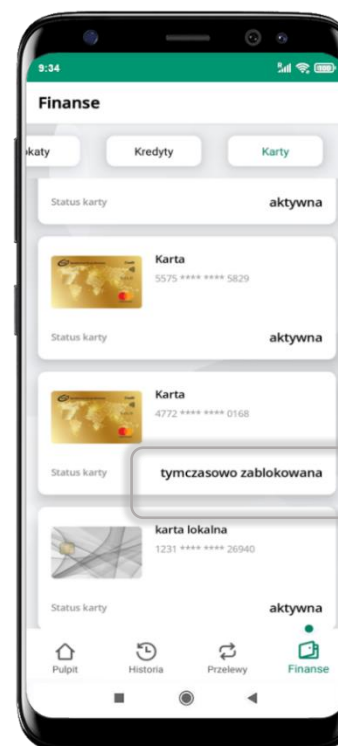 9:34
Finanse
Kredyty
Karty
Status karty
aktywna
Karta
5575 **** **** 5829
Status karty
aktywna
Karta
4772 **** **** 0168
Status karty
tymczasowo zablokowana
karta lokalna
1231 **** **** 26940
Status karty
aktywna
Pulpit
Historia
Przelewy
Finanse